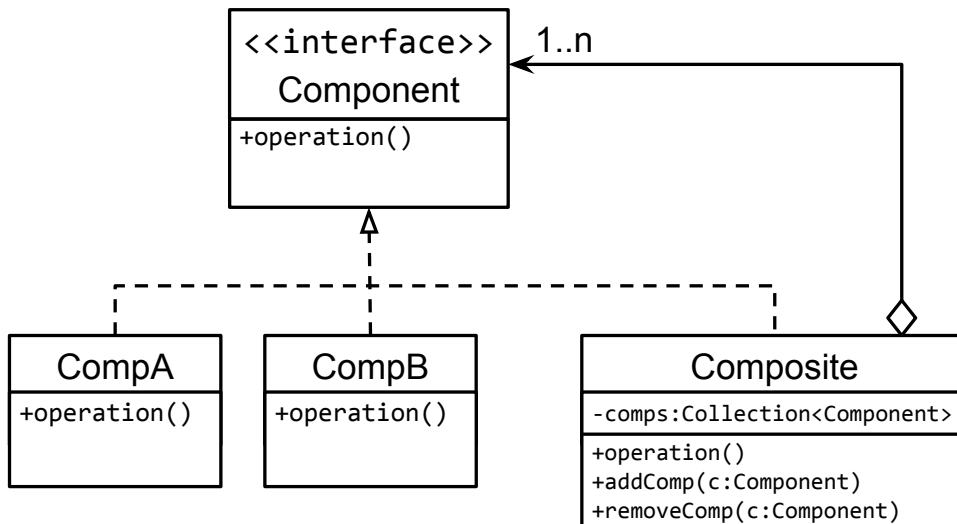 <<interface>>
Component
+operation()
1..n
CompA
+operation()
CompB
+operation()
Composite
-comps:Collection<Component>
+operation()
+addComp(c:Component)
+removeComp(c:Component)